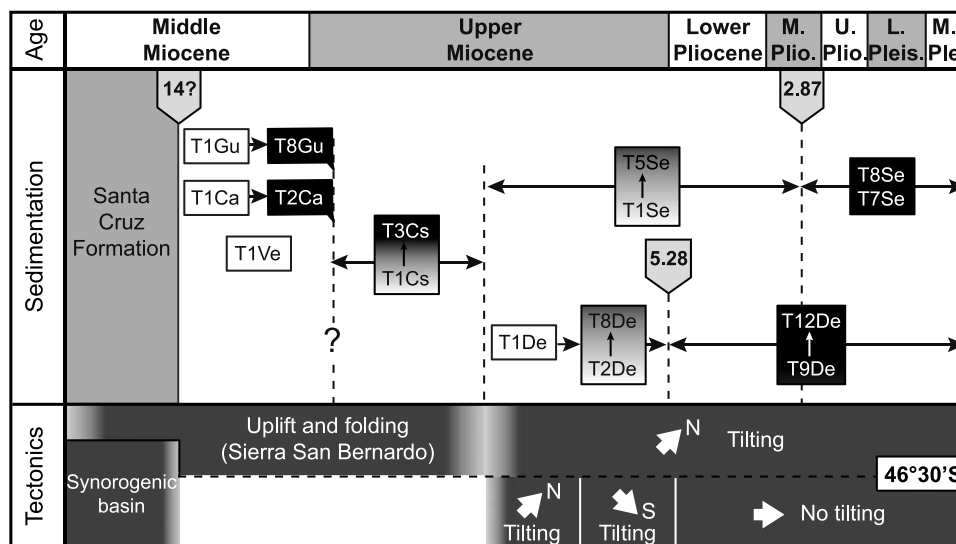 Age
Middle
Miocene
Upper
Miocene
Lower
Pliocene
M.
Plio.
U.
Plio.
L.
Pleis.
M.
Ple
Sedimentation
14?
2.87
T1Gu
T8Gu
T1Ca
T2Ca
Santa
Cruz
Formation
T1Ve
T3Cs
T1Cs
T5Se
T1Se
T8Se
T7Se
5.28
?
T1De
T8De
T2De
T12De
T9De
Tectonics
Uplift and folding
(Sierra San Bernardo)
N
Tilting
46°30'S
Synorogenic
basin
N
Tilting
S
Tilting
No tilting